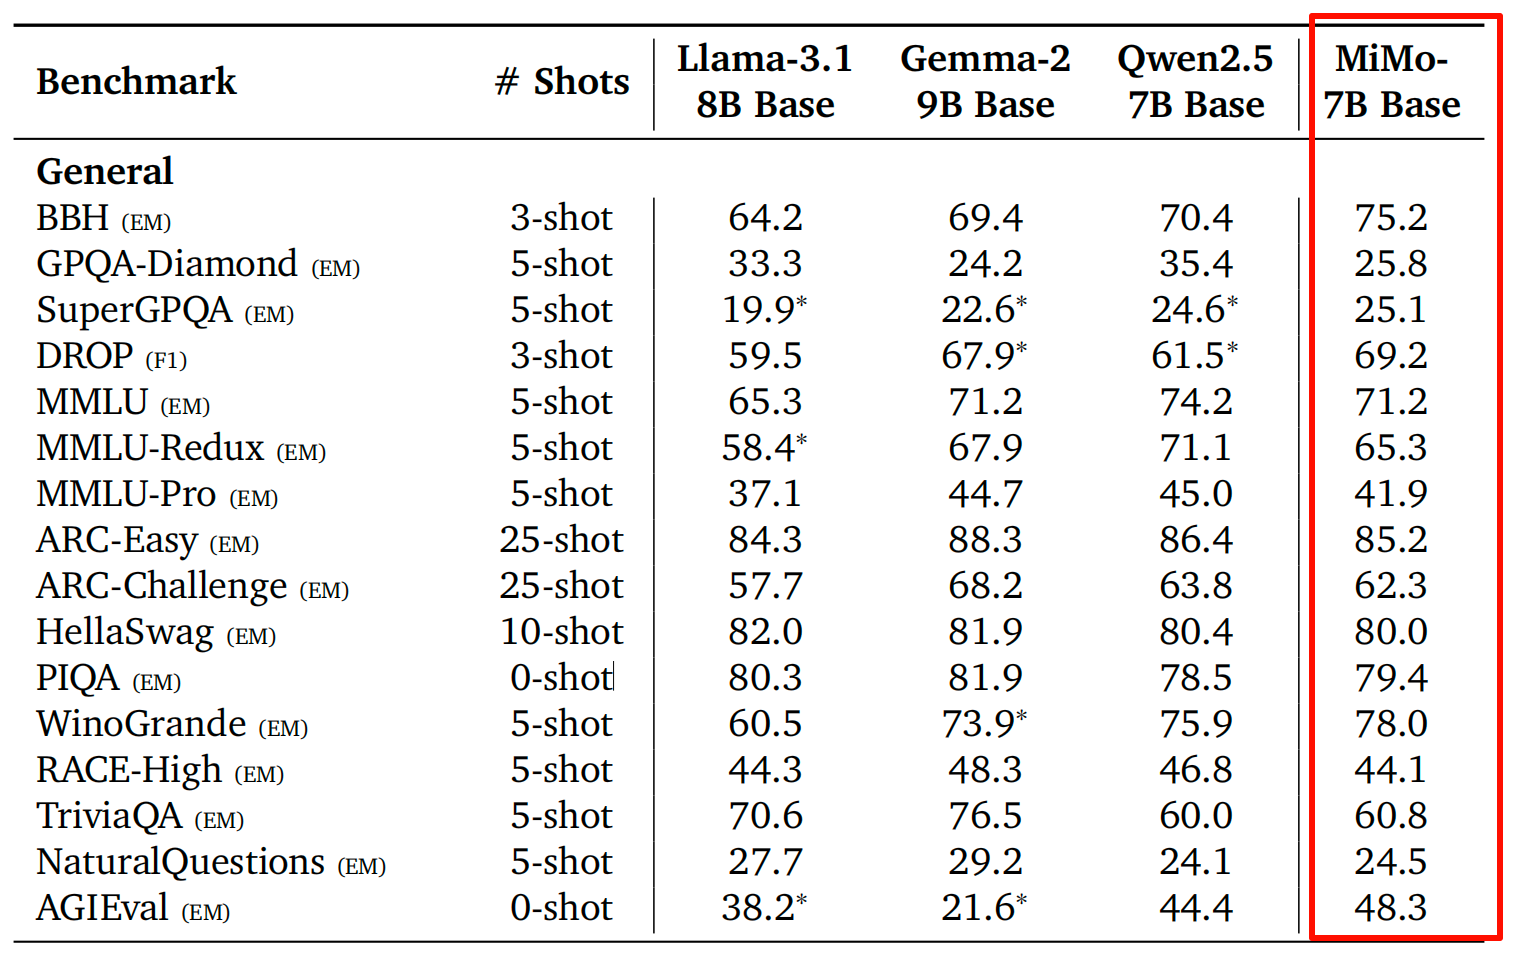 Benchmark # Shots Llama-3.1 8B Base Gemma-2 9B Base Qwen2.5 7B Base MiMo-7B Base
General
BBH (EM) 3-shot 64.2 69.4 70.4 75.2
GPQA-Diamond (EM) 5-shot 33.3 24.2 35.4 25.8
SuperGPQA (EM) 5-shot 19.9* 22.6* 24.6* 25.1
DROP (F1) 3-shot 59.5 67.9* 61.5* 69.2
MMLU (EM) 5-shot 65.3 71.2 74.2 71.2
MMLU-Redux (EM) 5-shot 58.4* 67.9 71.1 65.3
MMLU-Pro (EM) 5-shot 37.1 44.7 45.0 41.9
ARC-Easy (EM) 25-shot 84.3 88.3 86.4 85.2
ARC-Challenge (EM) 25-shot 57.7 68.2 63.8 62.3
HellaSwag (EM) 10-shot 82.0 81.9 80.4 80.0
PIQA (EM) 0-shot 80.3 81.9 78.5 79.4
WinoGrande (EM) 5-shot 60.5 73.9* 75.9 78.0
RACE-High (EM) 5-shot 44.3 48.3 46.8 44.1
TriviaQA (EM) 5-shot 70.6 76.5 60.0 60.8
NaturalQuestions (EM) 5-shot 27.7 29.2 24.1 24.5
AGIEval (EM) 0-shot 38.2* 21.6* 44.4 48.3